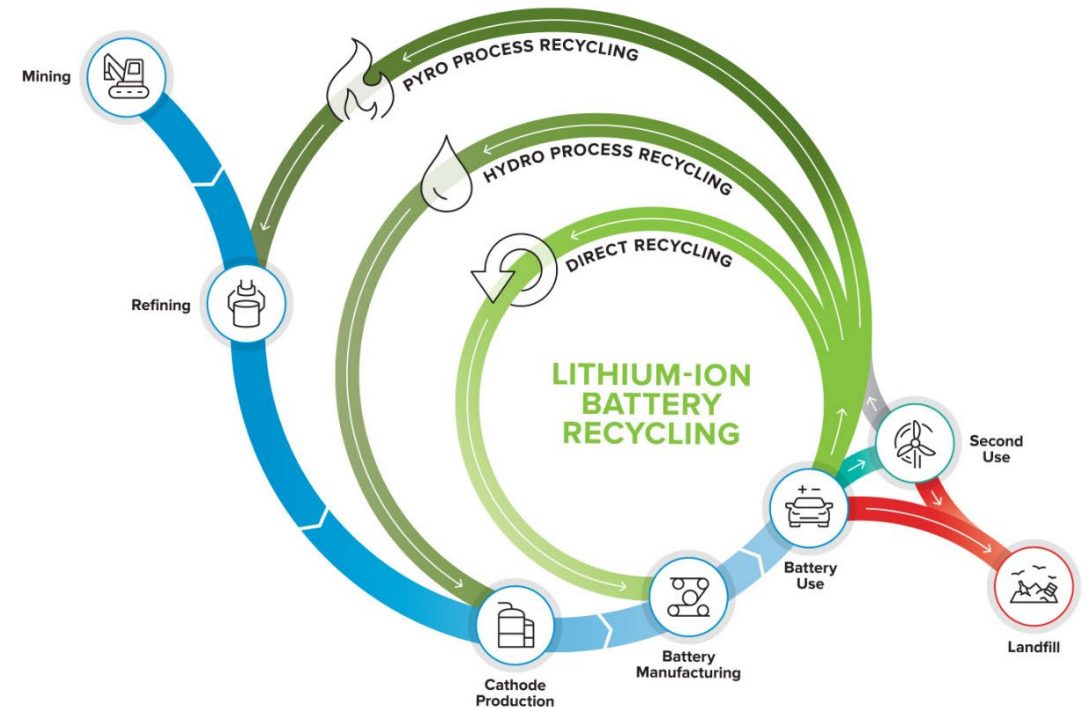 Mining
PYRO PROCESS RECYCLING
HYDRO PROCESS RECYCLING
DIRECT RECYCLING
Refining
LITHIUM-ION
BATTERY
RECYCLING
Second
Use
+ -
Battery
Use
Landfill
Battery
Manufacturing
Cathode
Production